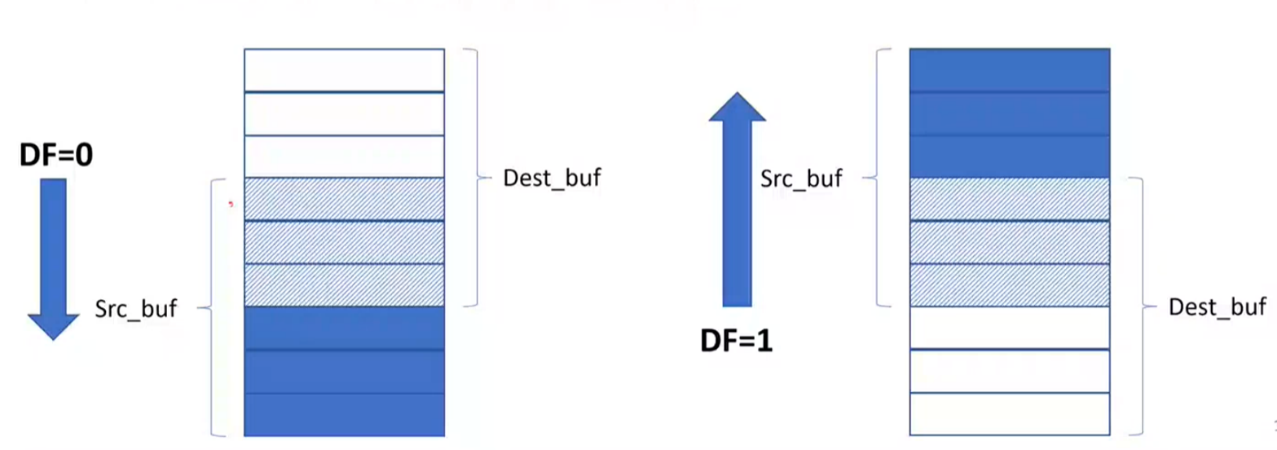 DF=0
Dest_buf
Src_buf
Src_buf
DF=1
Dest_buf